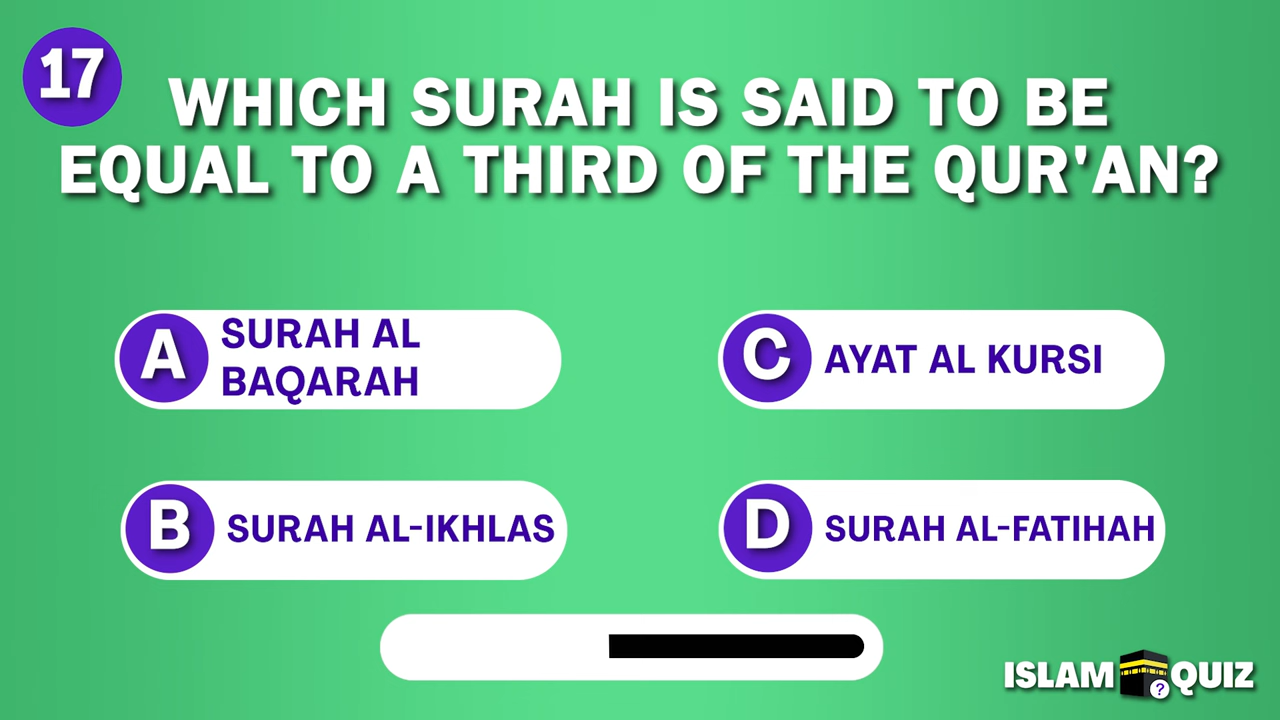 17
WHICH SURAH IS SAID TO BE
EQUAL TO A THIRD OF THE QUR'AN?
A SURAH AL
BAQARAH
C AYAT AL KURSI
B SURAH AL-IKHLAS
D SURAH AL-FATIHAH
ISLAM ? QUIZ